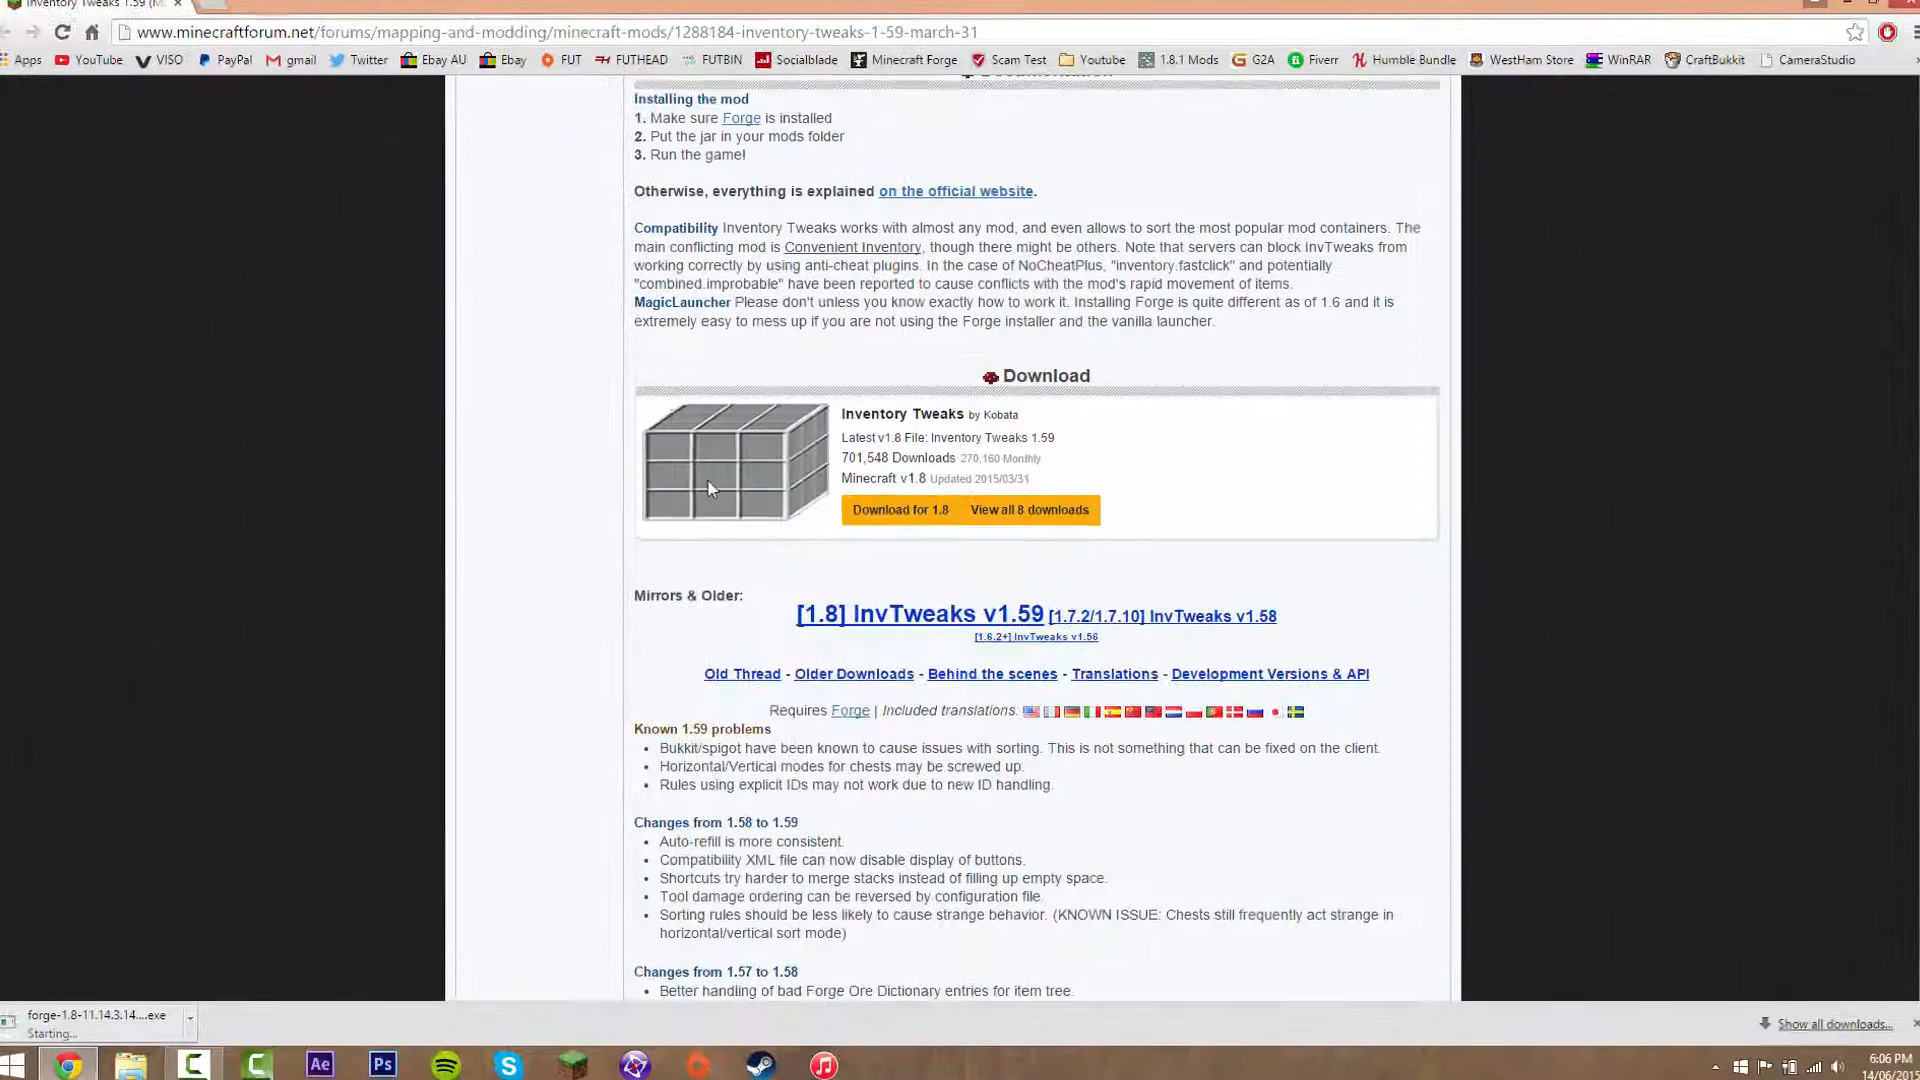 Inventory Tweaks 1.59 (M
www.minecraftforum.net/forums/mapping-and-modding/minecraft-mods/1288184-inventory-tweaks-1-59-march-31
Apps YouTube VISO PayPal gmail Twitter Ebay AU Ebay FUT FUTHEAD FUTBIN Socialblade Minecraft Forge Scam Test Youtube 1.8.1 Mods G2A Fiverr Humble Bundle WestHam Store WinRAR CraftBukkit CameraStudio
Documentation
Installing the mod
1. Make sure Forge is installed
2. Put the jar in your mods folder
3. Run the game!
Otherwise, everything is explained on the official website.
Compatibility Inventory Tweaks works with almost any mod, and even allows to sort the most popular mod containers. The
main conflicting mod is Convenient Inventory, though there might be others. Note that servers can block InvTweaks from
working correctly by using anti-cheat plugins. In the case of NoCheatPlus, "inventory.fastclick" and potentially
"combined.improbable" have been reported to cause conflicts with the mod's rapid movement of items.
MagicLauncher Please don't unless you know exactly how to work it. Installing Forge is quite different as of 1.6 and it is
extremely easy to mess up if you are not using the Forge installer and the vanilla launcher.
Download
Inventory Tweaks by Kobata
Latest v1.8 File: Inventory Tweaks 1.59
701,548 Downloads 270,160 Monthly
Minecraft v1.8 Updated 2015/03/31
Download for 1.8 View all 8 downloads
Mirrors & Older:
[1.8] InvTweaks v1.59 [1.7.2/1.7.10] InvTweaks v1.58
[1.6.2+] InvTweaks v1.56
Old Thread - Older Downloads - Behind the scenes - Translations - Development Versions & API
Requires Forge | Included translations:
Known 1.59 problems
• Bukkit/spigot have been known to cause issues with sorting. This is not something that can be fixed on the client.
• Horizontal/Vertical modes for chests may be screwed up.
• Rules using explicit IDs may not work due to new ID handling.
Changes from 1.58 to 1.59
• Auto-refill is more consistent.
• Compatibility XML file can now disable display of buttons.
• Shortcuts try harder to merge stacks instead of filling up empty space.
• Tool damage ordering can be reversed by configuration file.
• Sorting rules should be less likely to cause strange behavior. (KNOWN ISSUE: Chests still frequently act strange in
horizontal/vertical sort mode)
Changes from 1.57 to 1.58
• Better handling of bad Forge Ore Dictionary entries for item tree.
forge-1.8-11.14.3.14....exe
Starting...
Show all downloads...
Ae Ps
6:06 PM
14/06/2015